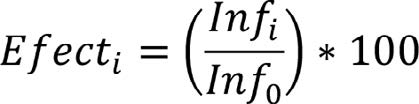 Efect_i = (Inf_i / Inf_0) * 100